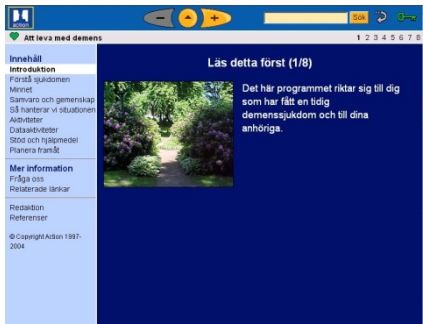 action
Sök
Att leva med demens
1 2 3 4 5 6 7 8
Innehåll
Introduktion
Förstå sjukdomen
Minnet
Samvaro och gemenskap
Så hanterar vi situationen
Aktiviteter
Dataaktiviteter
Stöd och hjälpmedel
Planera framåt
Mer information
Fråga oss
Relaterade länkar
Redaktion
Referenser
© Copyright Action 1997-
2004
Läs detta först (1/8)
Det här programmet riktar sig till dig
som har fått en tidig
demenssjukdom och till dina
anhöriga.